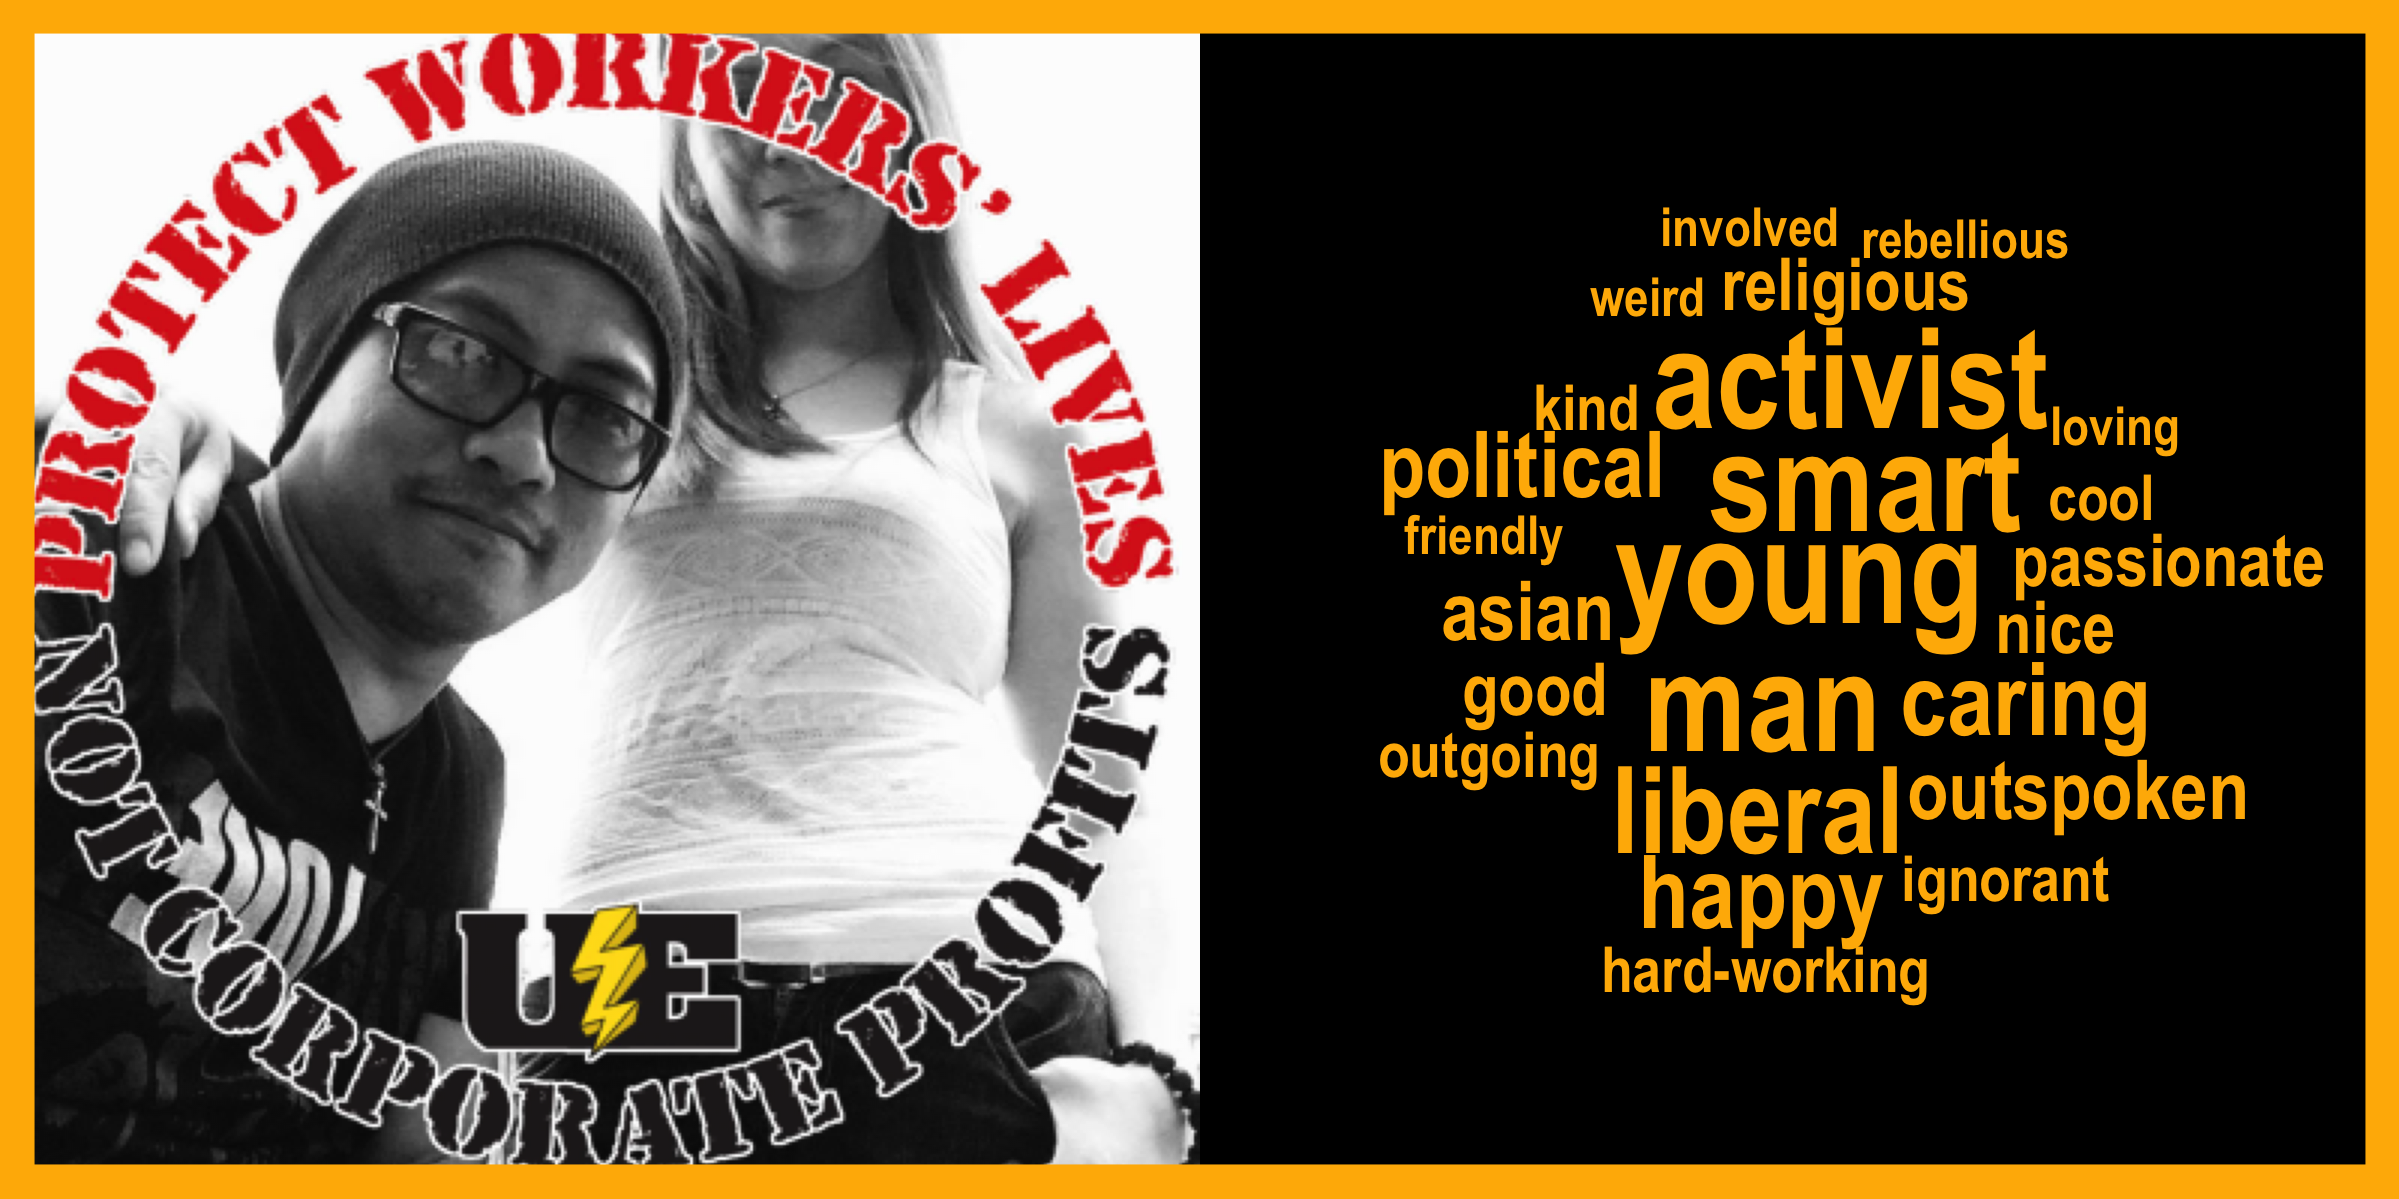 PROTECT WORKERS' LIVES
NOT CORPORATE PROFITS
UE
involved rebellious
weird religious
activist
kind loving
political smart cool
friendly
young passionate
asian nice
good man caring
outgoing
liberal outspoken
happy ignorant
hard-working